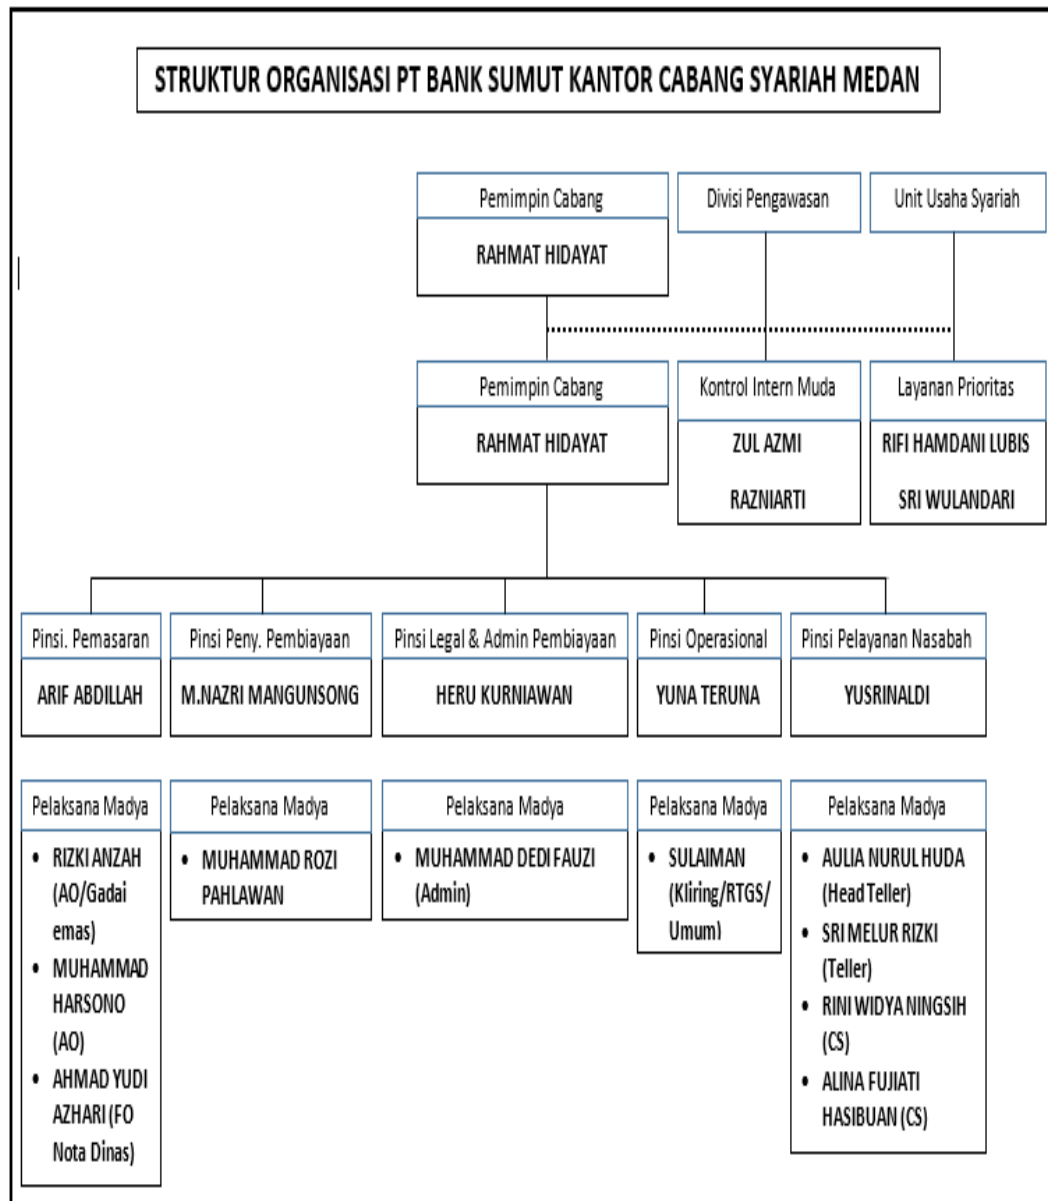 STRUKTUR ORGANISASI PT BANK SUMUT KANTOR CABANG SYARIAH MEDAN
Pemimpin Cabang
RAHMAT HIDAYAT
Divisi Pengawasan
Unit Usaha Syariah
Pemimpin Cabang
RAHMAT HIDAYAT
Kontrol Intern Muda
ZUL AZMI
RAZNIARTI
Layanan Prioritas
RIFI HAMDANI LUBIS
SRI WULANDARI
Pinsi. Pemasaran
ARIF ABDILLAH
Pinsi Peny. Pembiayaan
M.NAZRI MANGUNSONG
Pinsi Legal & Admin Pembiayaan
HERU KURNIAWAN
Pinsi Operasional
YUNA TERUNA
Pinsi Pelayanan Nasabah
YUSRINALDI
Pelaksana Madya
• RIZKI ANZAH
(AO/Gadai
emas)
• MUHAMMAD
HARSONO
(AO)
• AHMAD YUDI
AZHARI (FO
Nota Dinas)
Pelaksana Madya
• MUHAMMAD ROZI
PAHLAWAN
Pelaksana Madya
• MUHAMMAD DEDI FAUZI
(Admin)
Pelaksana Madya
• SULAIMAN
(Kliring/RTGS/
Umum)
Pelaksana Madya
• AULIA NURUL HUDA
(Head Teller)
• SRI MELUR RIZKI
(Teller)
• RINI WIDYA NINGSIH
(CS)
• ALINA FUJIATI
HASIBUAN (CS)